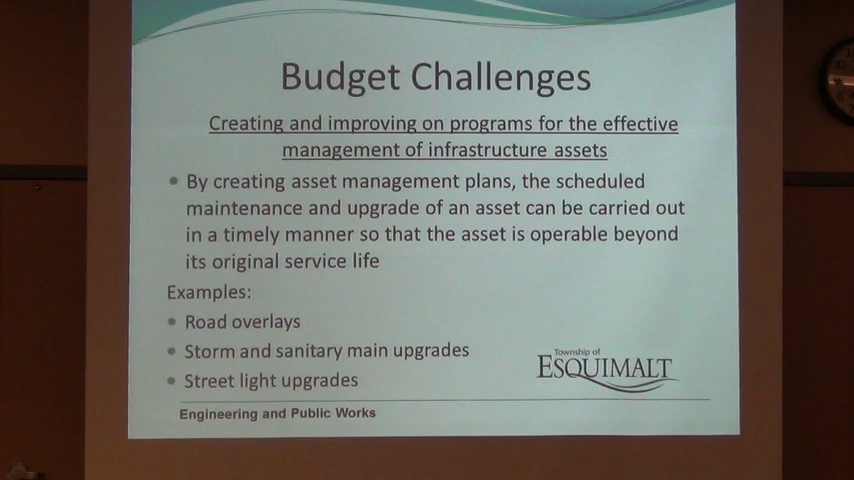 Budget Challenges
Creating and improving on programs for the effective
management of infrastructure assets
• By creating asset management plans, the scheduled
maintenance and upgrade of an asset can be carried out
in a timely manner so that the asset is operable beyond
its original service life
Examples:
• Road overlays
• Storm and sanitary main upgrades
• Street light upgrades
Township of
ESQUIMALT
Engineering and Public Works